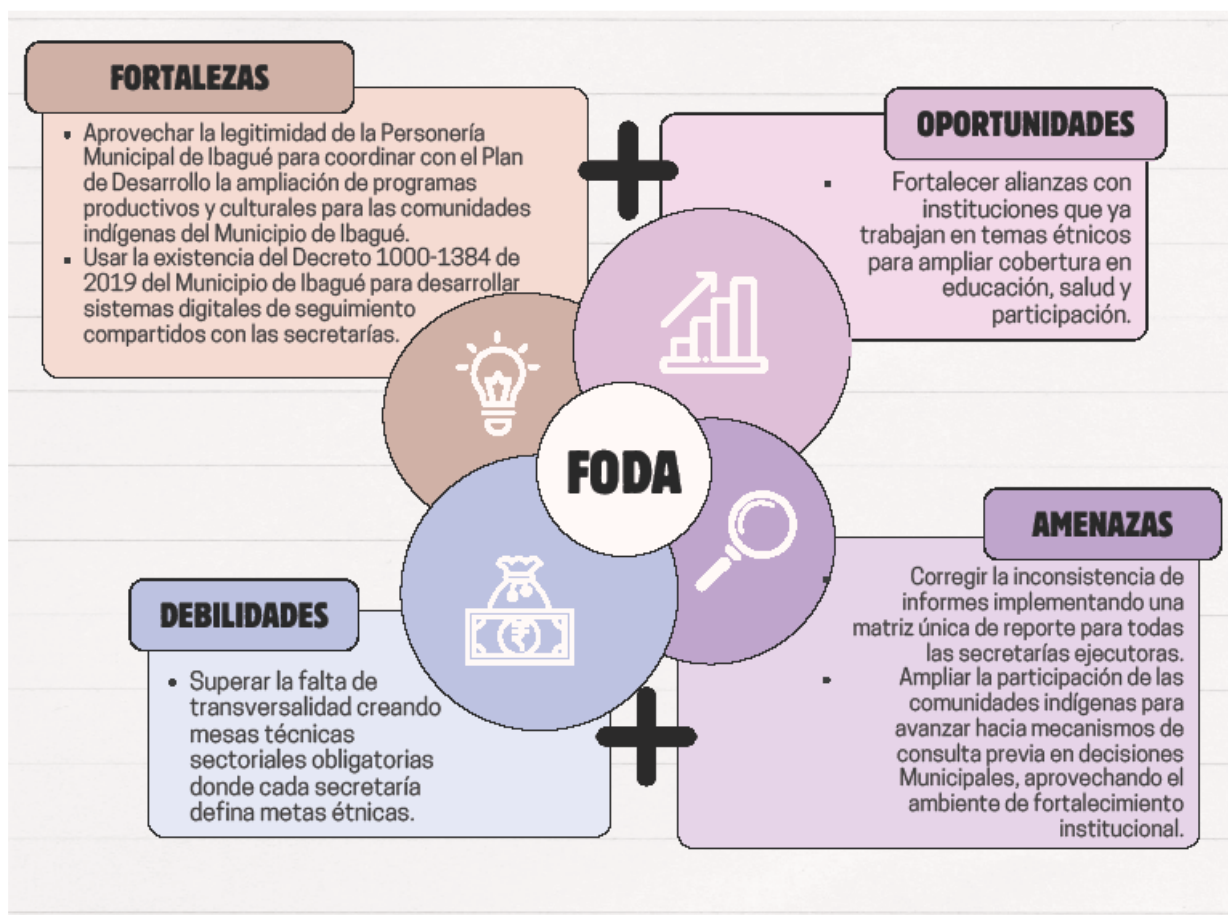 FORTALEZAS
Aprovechar la legitimidad de la Personería
Municipal de Ibagué para coordinar con el Plan
de Desarrollo la ampliación de programas
productivos y culturales para las comunidades
indígenas del Municipio de Ibagué.
Usar la existencia del Decreto 1000-1384 de
2019 del Municipio de Ibagué para desarrollar
sistemas digitales de seguimiento
compartidos con las secretarías.
OPORTUNIDADES
Fortalecer alianzas con
instituciones que ya
trabajan en temas étnicos
para ampliar cobertura en
educación, salud y
participación.
FODA
DEBILIDADES
Superar la falta de
transversalidad creando
mesas técnicas
sectoriales obligatorias
donde cada secretaría
defina metas étnicas.
AMENAZAS
Corregir la inconsistencia de
informes implementando una
matriz única de reporte para todas
las secretarías ejecutoras.
Ampliar la participación de las
comunidades indígenas para
avanzar hacia mecanismos de
consulta previa en decisiones
Municipales, aprovechando el
ambiente de fortalecimiento
institucional.